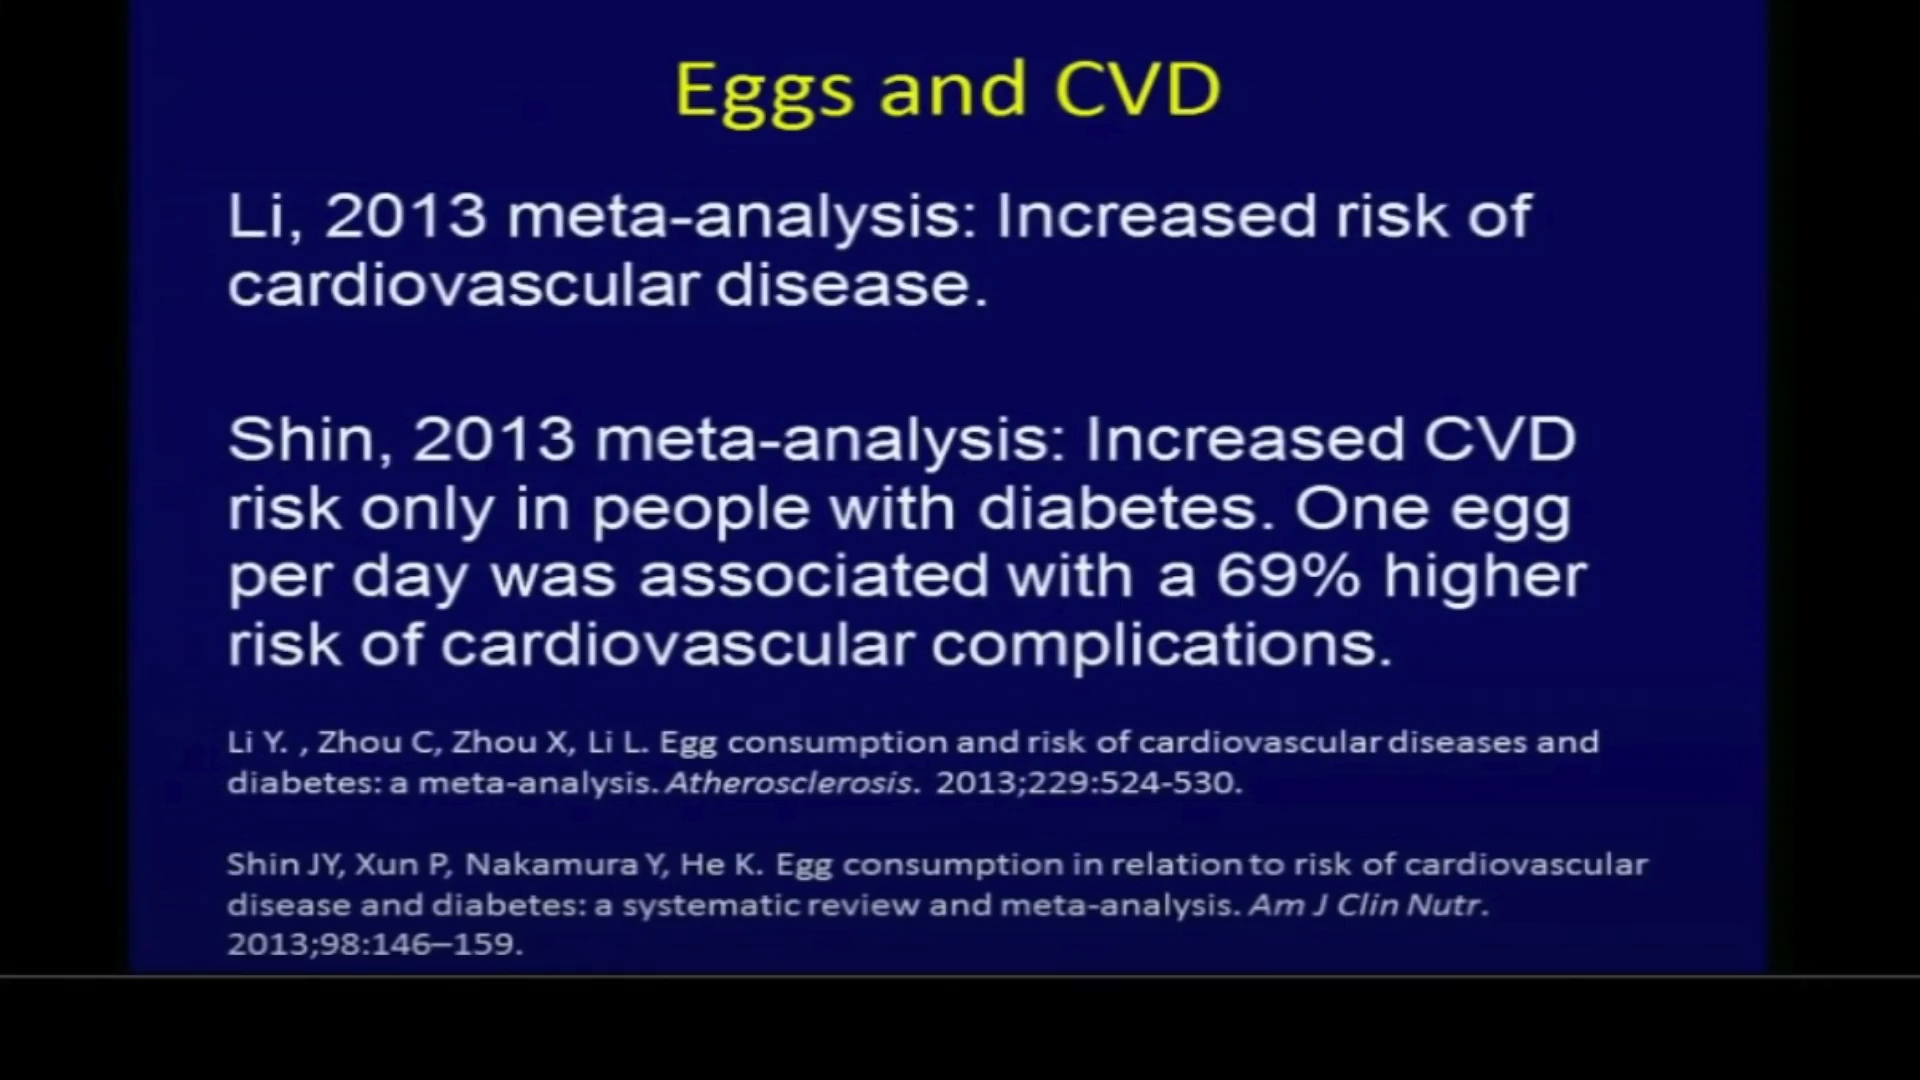 Eggs and CVD
Li, 2013 meta-analysis: Increased risk of
cardiovascular disease.
Shin, 2013 meta-analysis: Increased CVD
risk only in people with diabetes. One egg
per day was associated with a 69% higher
risk of cardiovascular complications.
Li Y. , Zhou C, Zhou X, Li L. Egg consumption and risk of cardiovascular diseases and
diabetes: a meta-analysis. Atherosclerosis. 2013;229:524-530.
Shin JY, Xun P, Nakamura Y, He K. Egg consumption in relation to risk of cardiovascular
disease and diabetes: a systematic review and meta-analysis. Am J Clin Nutr.
2013;98:146–159.